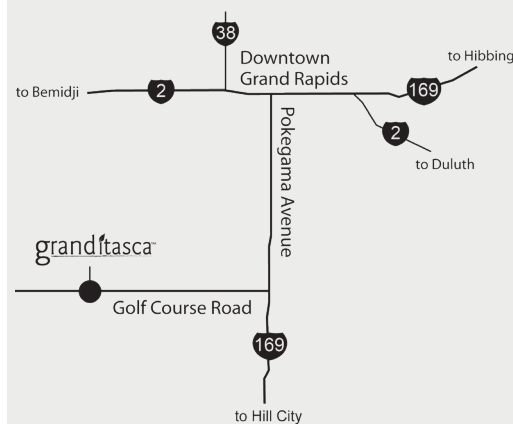 38
Downtown
Grand Rapids
to Hibbing
to Bemidji
2
169
2
to Duluth
Pokegama Avenue
granditasca™
Golf Course Road
169
to Hill City